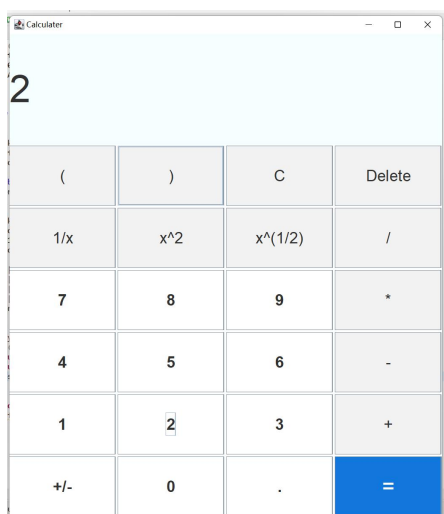 Calculater
2
( ) C Delete
1/x x^2 x^(1/2) /
7 8 9 *
4 5 6 -
1 2 3 +
+/- 0 . =